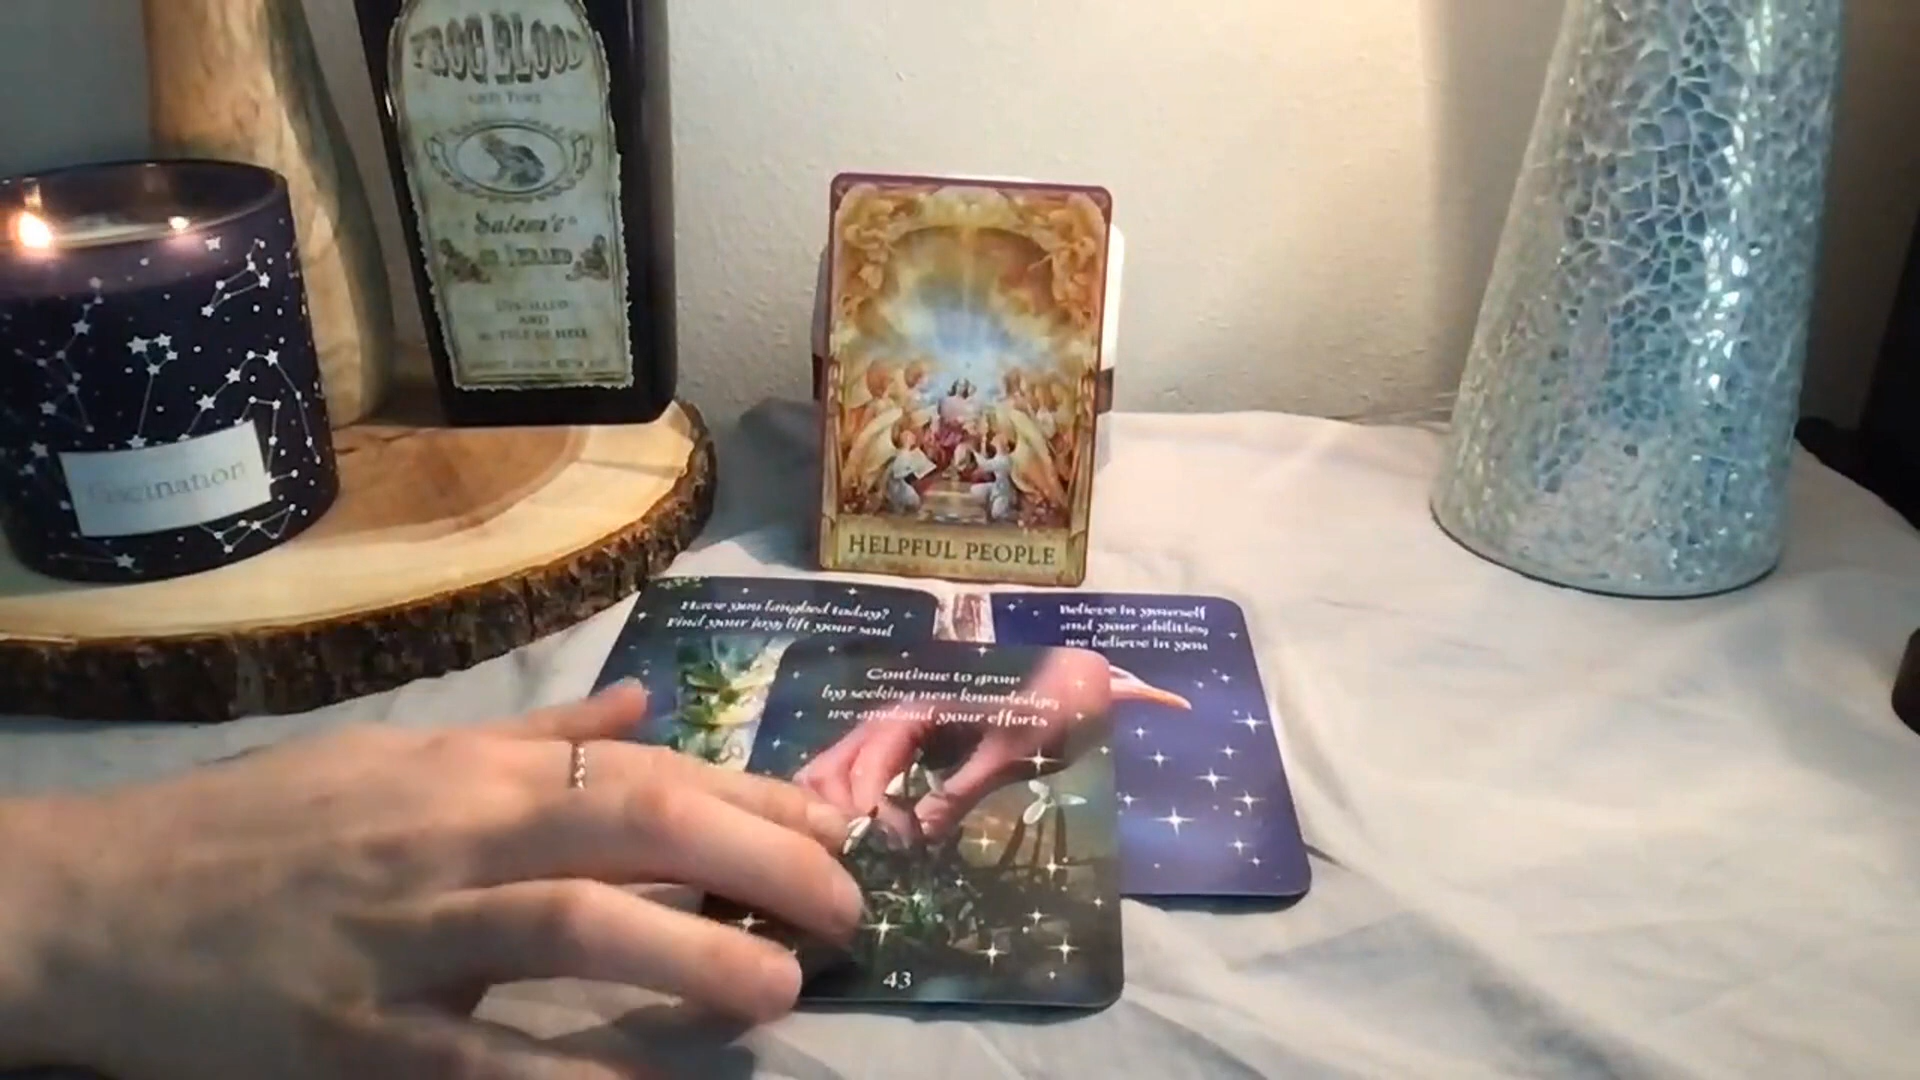 FROG BLOOD
Salem's
DISTILLED
AND
Fascination
HELPFUL PEOPLE
Have you laughed today?
Find your joy, lift your soul
Believe in yourself
and your abilities,
we believe in you
Continue to grow
by seeking new knowledge,
we applaud your efforts
43